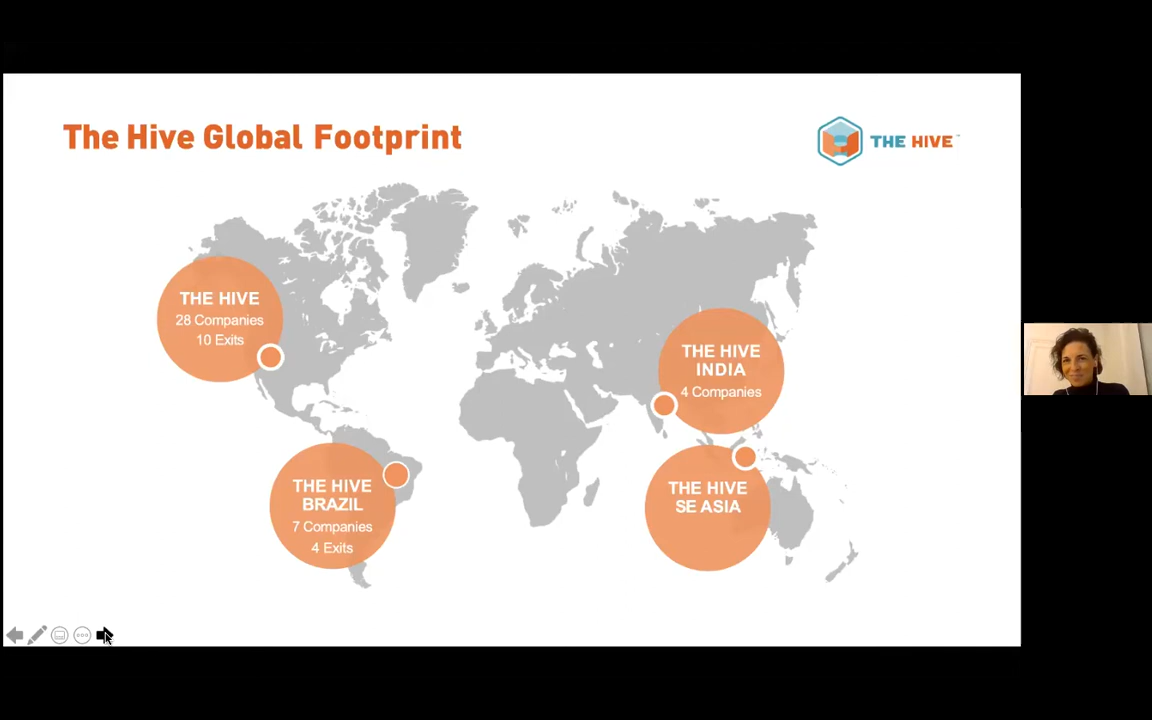 The Hive Global Footprint
THE HIVE™
THE HIVE
28 Companies
10 Exits
THE HIVE
INDIA
4 Companies
THE HIVE
BRAZIL
7 Companies
4 Exits
THE HIVE
SE ASIA